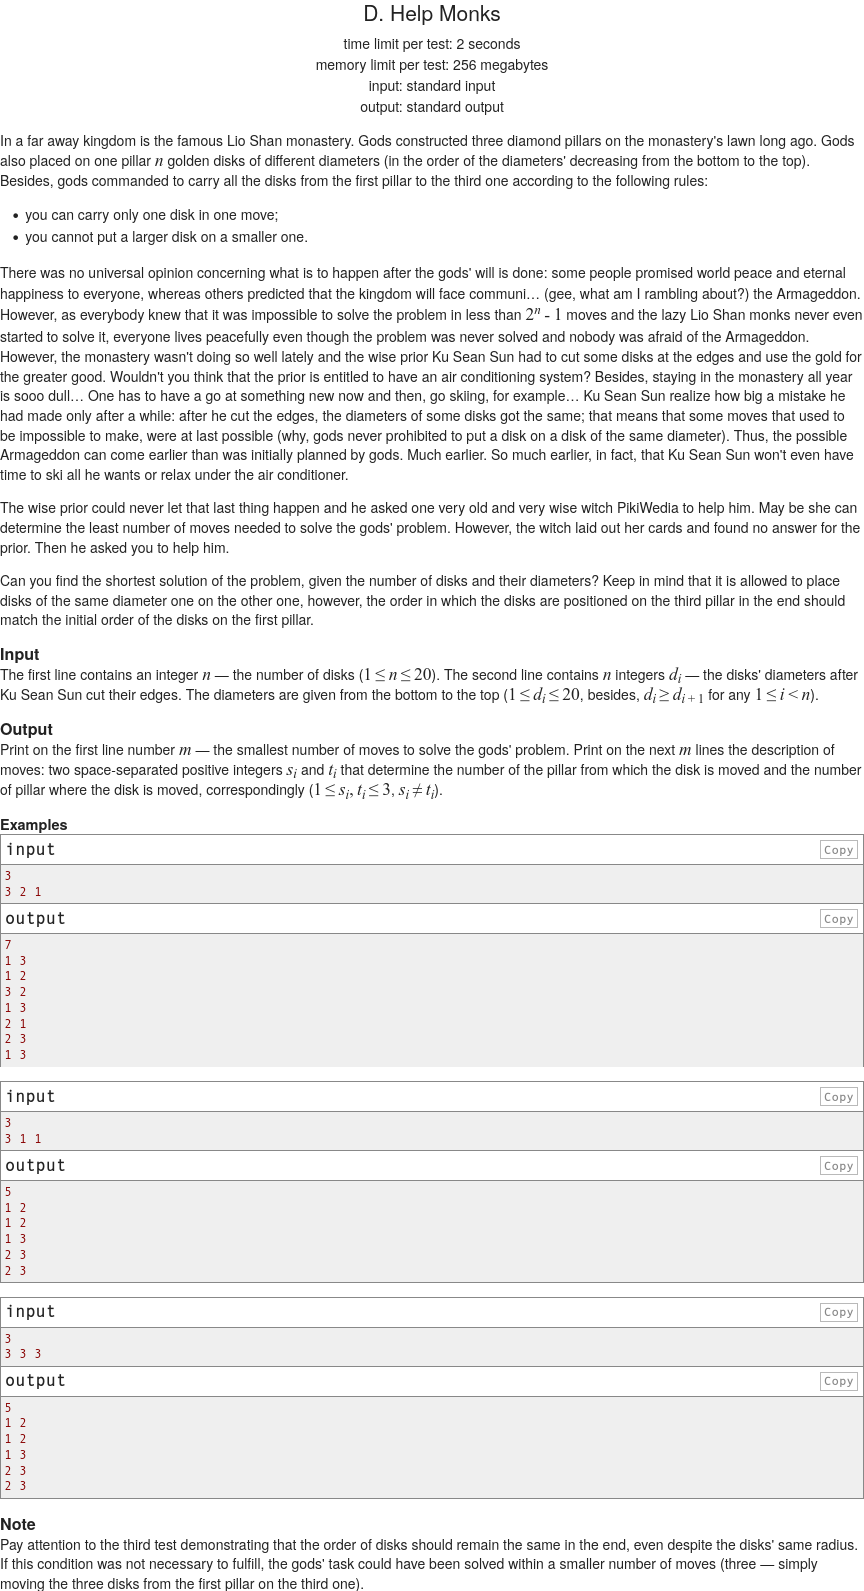 D. Help Monks
time limit per test: 2 seconds
memory limit per test: 256 megabytes
input: standard input
output: standard output
In a far away kingdom is the famous Lio Shan monastery. Gods constructed three diamond pillars on the monastery's lawn long ago. Gods
also placed on one pillar n golden disks of different diameters (in the order of the diameters' decreasing from the bottom to the top).
Besides, gods commanded to carry all the disks from the first pillar to the third one according to the following rules:
• you can carry only one disk in one move;
• you cannot put a larger disk on a smaller one.
There was no universal opinion concerning what is to happen after the gods' will is done: some people promised world peace and eternal
happiness to everyone, whereas others predicted that the kingdom will face communi… (gee, what am I rambling about?) the Armageddon.
However, as everybody knew that it was impossible to solve the problem in less than 2ⁿ - 1 moves and the lazy Lio Shan monks never even
started to solve it, everyone lives peacefully even though the problem was never solved and nobody was afraid of the Armageddon.
However, the monastery wasn't doing so well lately and the wise prior Ku Sean Sun had to cut some disks at the edges and use the gold for
the greater good. Wouldn't you think that the prior is entitled to have an air conditioning system? Besides, staying in the monastery all year
is sooo dull… One has to have a go at something new now and then, go skiing, for example… Ku Sean Sun realize how big a mistake he
had made only after a while: after he cut the edges, the diameters of some disks got the same; that means that some moves that used to
be impossible to make, were at last possible (why, gods never prohibited to put a disk on a disk of the same diameter). Thus, the possible
Armageddon can come earlier than was initially planned by gods. Much earlier. So much earlier, in fact, that Ku Sean Sun won't even have
time to ski all he wants or relax under the air conditioner.
The wise prior could never let that last thing happen and he asked one very old and very wise witch PikiWedia to help him. May be she can
determine the least number of moves needed to solve the gods' problem. However, the witch laid out her cards and found no answer for the
prior. Then he asked you to help him.
Can you find the shortest solution of the problem, given the number of disks and their diameters? Keep in mind that it is allowed to place
disks of the same diameter one on the other one, however, the order in which the disks are positioned on the third pillar in the end should
match the initial order of the disks on the first pillar.
Input
The first line contains an integer n — the number of disks (1 ≤ n ≤ 20). The second line contains n integers dᵢ — the disks' diameters after
Ku Sean Sun cut their edges. The diameters are given from the bottom to the top (1 ≤ dᵢ ≤ 20, besides, dᵢ ≥ dᵢ₊₁ for any 1 ≤ i < n).
Output
Print on the first line number m — the smallest number of moves to solve the gods' problem. Print on the next m lines the description of
moves: two space-separated positive integers sᵢ and tᵢ that determine the number of the pillar from which the disk is moved and the number
of pillar where the disk is moved, correspondingly (1 ≤ sᵢ, tᵢ ≤ 3, sᵢ ≠ tᵢ).
Examples
input Copy
3
3 2 1
output Copy
7
1 3
1 2
3 2
1 3
2 1
2 3
1 3
input Copy
3
3 1 1
output Copy
5
1 2
1 2
1 3
2 3
2 3
input Copy
3
3 3 3
output Copy
5
1 2
1 2
1 3
2 3
2 3
Note
Pay attention to the third test demonstrating that the order of disks should remain the same in the end, even despite the disks' same radius.
If this condition was not necessary to fulfill, the gods' task could have been solved within a smaller number of moves (three — simply
moving the three disks from the first pillar on the third one).